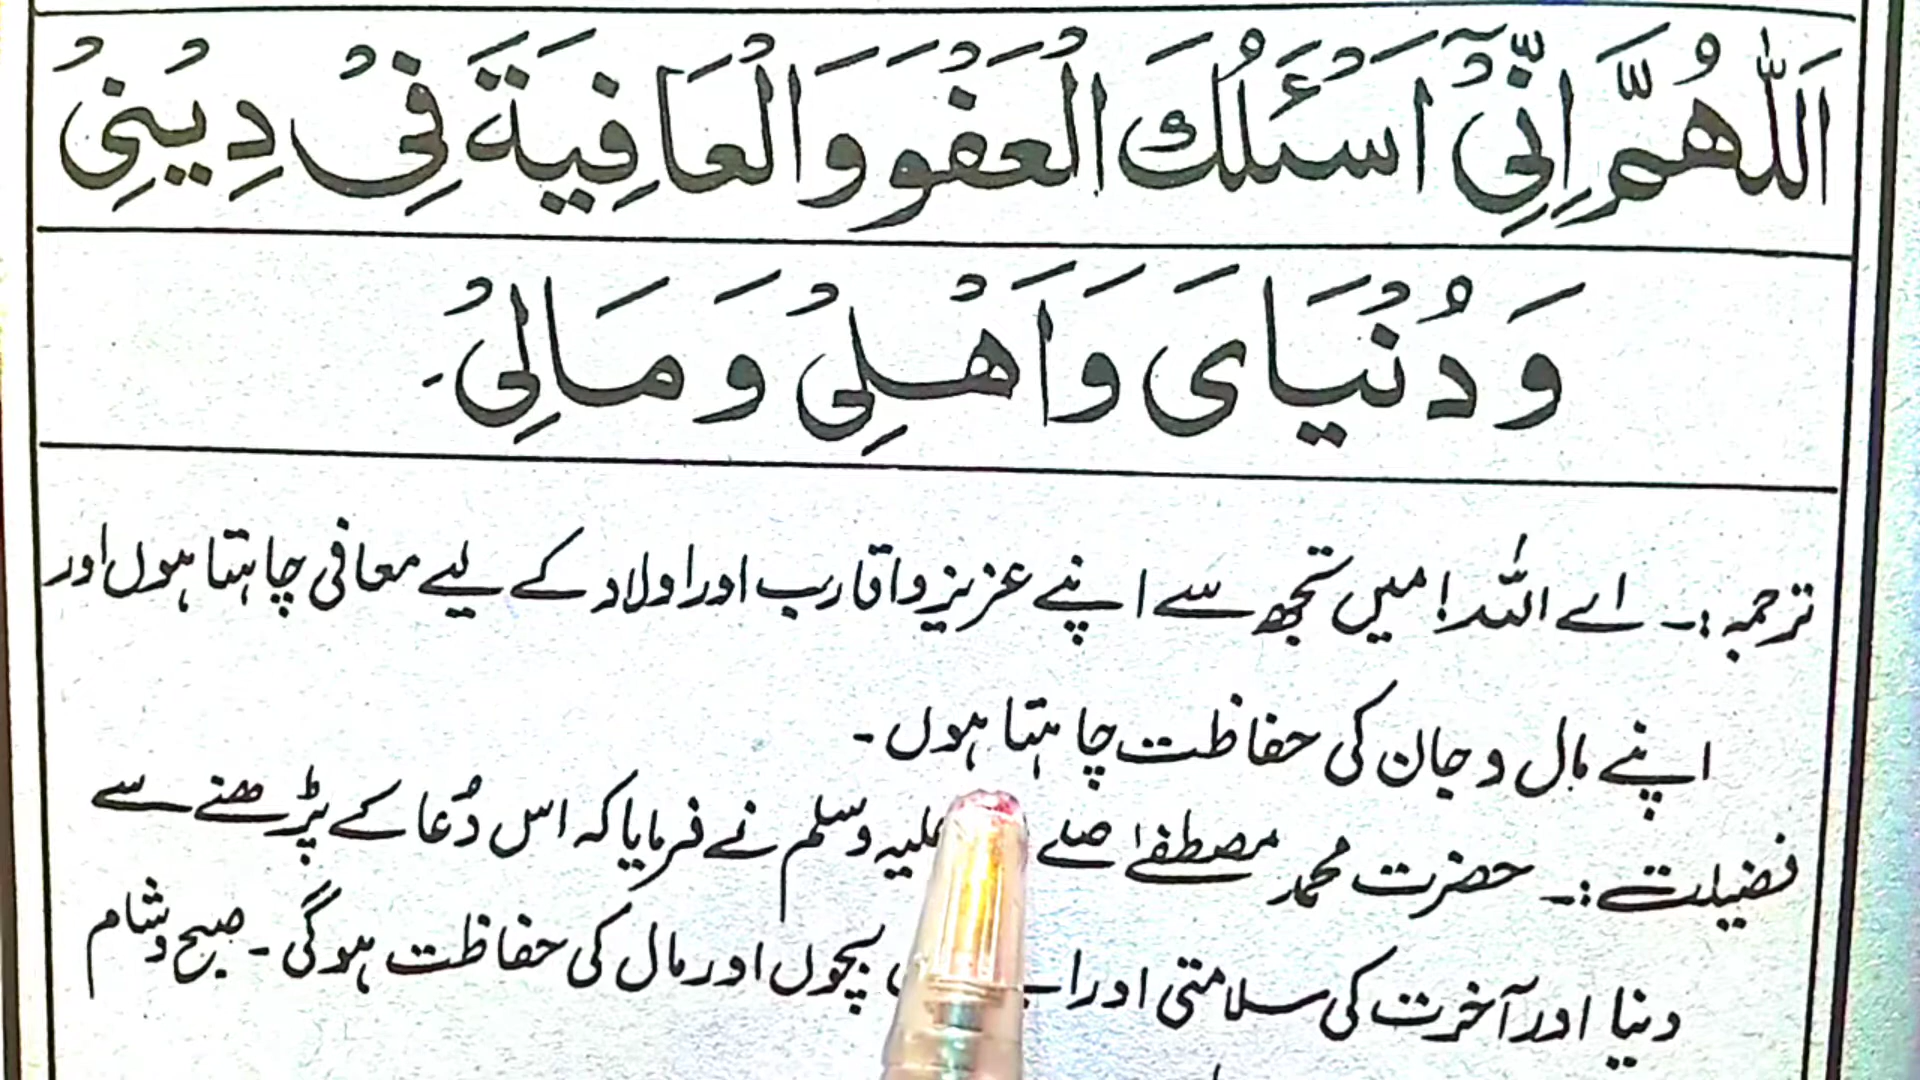 اَللّٰهُمَّ اِنِّیْٓ اَسْئَلُكَ الْعَفْوَ وَالْعَافِيَةَ فِیْ دِيْنِیْ
وَدُنْيَایَ وَاَهْلِیْ وَمَالِیْ۔
ترجمہ :۔ اے اللہ! میں تجھ سے اپنے عزیز و اقارب اور اولاد کے لیے معافی چاہتا ہوں اور
اپنے مال و جان کی حفاظت چاہتا ہوں۔
فضیلت :۔ حضرت محمد مصطفےٰ صلے علیہ وسلم نے فرمایا کہ اس دُعا کے پڑھنے سے
دنیا اور آخرت کی سلامتی اور بچوں اور مال کی حفاظت ہوگی۔ صبح و شام